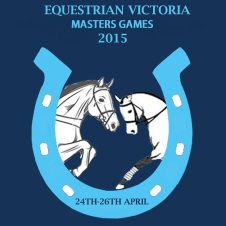 EQUESTRIAN VICTORIA
MASTERS GAMES
2015
24TH-26TH APRIL